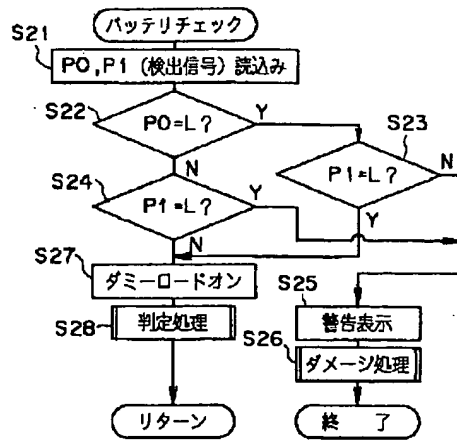 バッテリチェック
S21
P0,P1 (検出信号) 読込み
S22
P0=L?
Y
S23
N
P1=L?
N
S24
P1=L?
Y
Y
N
S27
ダミーロードオン
S25
警告表示
S28
判定処理
S26
ダメージ処理
リターン
終 了